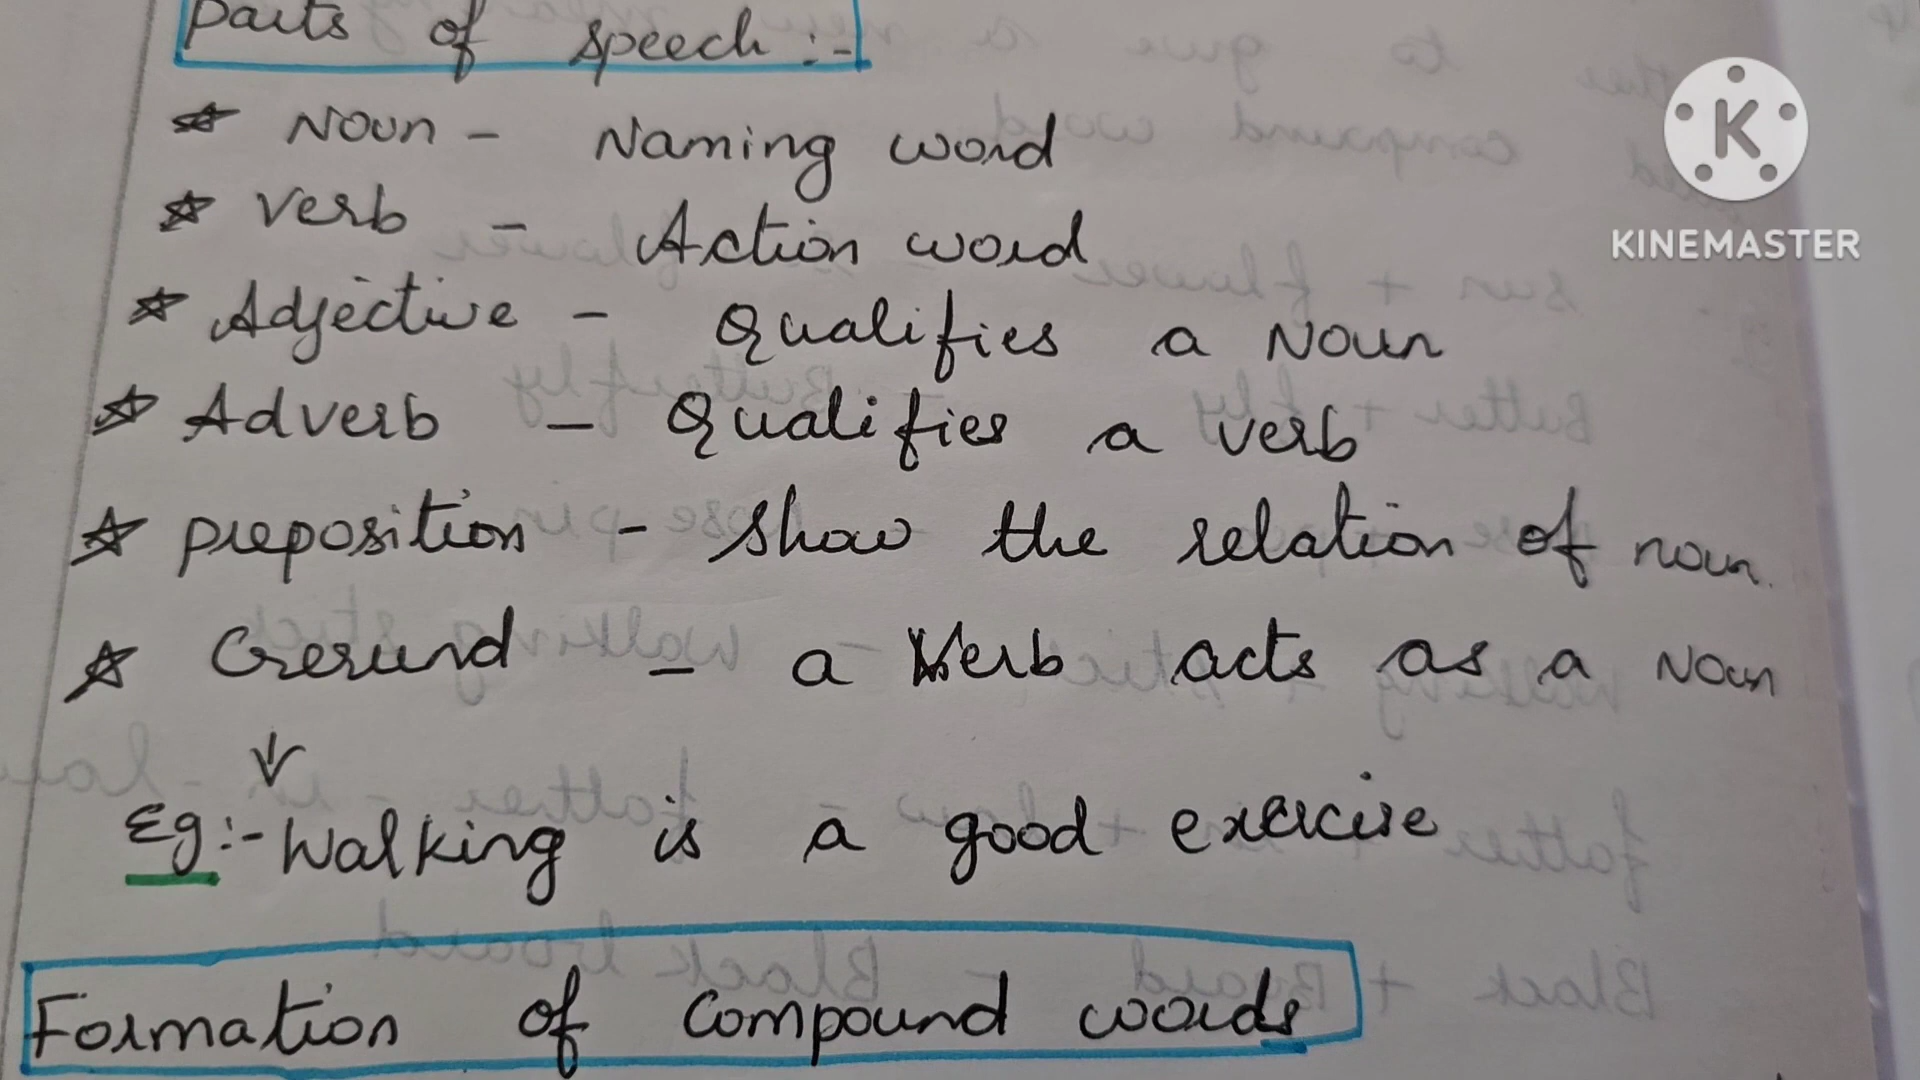 parts of speech :-
☆ Noun - Naming word
☆ verb - Action word
☆ Adjective - Qualifies a Noun
☆ Adverb - Qualifies a verb
☆ preposition - show the relation of noun.
☆ Gerund - a Verb acts as a Noun
Eg:- Walking is a good exercise
Formation of compound words
K
KINEMASTER